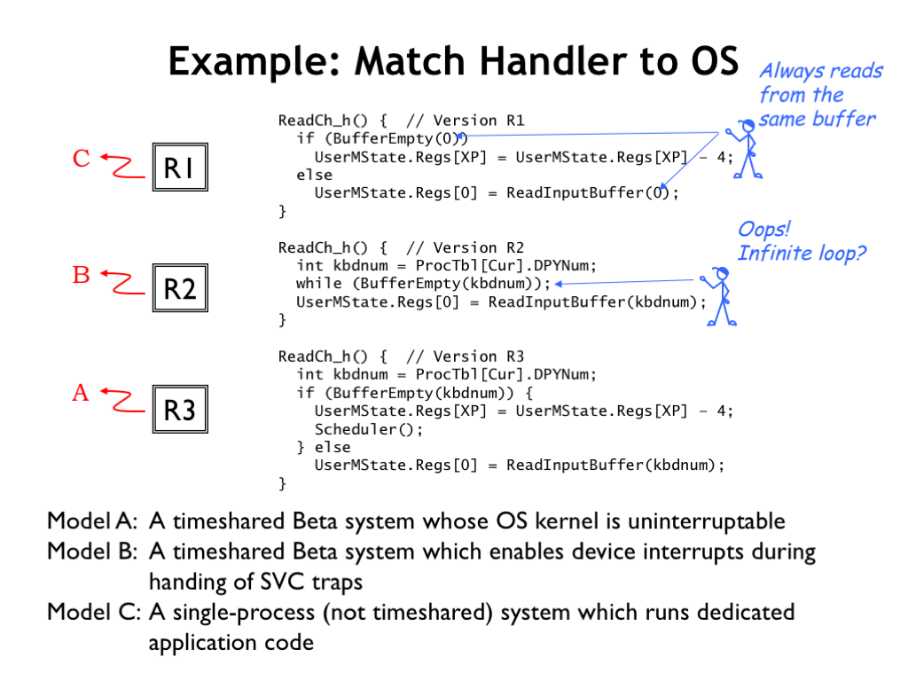 Example: Match Handler to OS
Always reads
from the
same buffer
ReadCh_h() {  // Version R1
if (BufferEmpty(0))
UserMState.Regs[XP] = UserMState.Regs[XP] – 4;
else
UserMState.Regs[0] = ReadInputBuffer(0);
}
C
R1
Oops!
Infinite loop?
ReadCh_h() {  // Version R2
int kbdnum = ProcTbl[Cur].DPYNum;
while (BufferEmpty(kbdnum));
UserMState.Regs[0] = ReadInputBuffer(kbdnum);
}
B
R2
ReadCh_h() {  // Version R3
int kbdnum = ProcTbl[Cur].DPYNum;
if (BufferEmpty(kbdnum)) {
UserMState.Regs[XP] = UserMState.Regs[XP] – 4;
Scheduler();
} else
UserMState.Regs[0] = ReadInputBuffer(kbdnum);
}
A
R3
Model A: A timeshared Beta system whose OS kernel is uninterruptable
Model B: A timeshared Beta system which enables device interrupts during
handing of SVC traps
Model C: A single-process (not timeshared) system which runs dedicated
application code